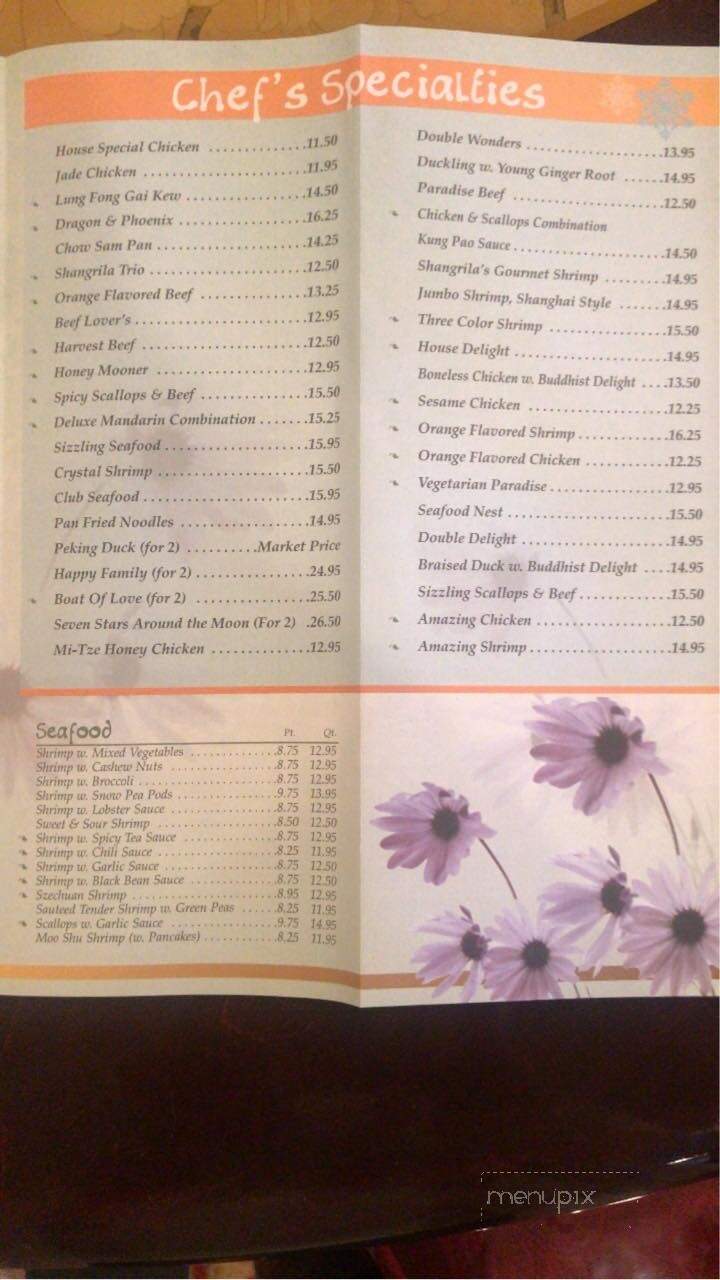 Chef's Specialties
House Special Chicken .............11.50
Jade Chicken ....................11.95
Lung Fong Gai Kew ..............14.50
Dragon & Phoenix ................16.25
Chow Sam Pan ..................14.25
Shangrila Trio ...................12.50
Orange Flavored Beef .............13.25
Beef Lover's .....................12.95
Harvest Beef ....................12.50
Honey Mooner ..................12.95
Spicy Scallops & Beef .............15.50
Deluxe Mandarin Combination .......15.25
Sizzling Seafood .................15.95
Crystal Shrimp ..................15.50
Club Seafood ....................15.95
Pan Fried Noodles ................14.95
Peking Duck (for 2) ..........Market Price
Happy Family (for 2) ..............24.95
Boat Of Love (for 2) ..............25.50
Seven Stars Around the Moon (For 2) .26.50
Mi-Tze Honey Chicken ............12.95
Double Wonders ....................13.95
Duckling w. Young Ginger Root ......14.95
Paradise Beef ......................12.50
Chicken & Scallops Combination
Kung Pao Sauce ......................14.50
Shangrila's Gourmet Shrimp .........14.95
Jumbo Shrimp, Shanghai Style .......14.95
Three Color Shrimp .................15.50
House Delight .....................14.95
Boneless Chicken w. Buddhist Delight ....13.50
Sesame Chicken ....................12.25
Orange Flavored Shrimp .............16.25
Orange Flavored Chicken ...........12.25
Vegetarian Paradise .................12.95
Seafood Nest ......................15.50
Double Delight ....................14.95
Braised Duck w. Buddhist Delight ....14.95
Sizzling Scallops & Beef .............15.50
Amazing Chicken ..................12.50
Amazing Shrimp ...................14.95
Seafood Pt. Qt.
Shrimp w. Mixed Vegetables .............8.75 12.95
Shrimp w. Cashew Nuts ................8.75 12.95
Shrimp w. Broccoli ....................8.75 12.95
Shrimp w. Snow Pea Pods ..............9.75 13.95
Shrimp w. Lobster Sauce ...............8.75 12.95
Sweet & Sour Shrimp .................8.50 12.50
Shrimp w. Spicy Tea Sauce .............8.75 12.95
Shrimp w. Chili Sauce .................8.25 11.95
Shrimp w. Garlic Sauce ................8.75 12.50
Shrimp w. Black Bean Sauce ............8.75 12.50
Szechuan Shrimp .....................8.95 12.95
Sauteed Tender Shrimp w. Green Peas ......8.25 11.95
Scallops w. Garlic Sauce ...............9.75 14.95
Moo Shu Shrimp (w. Pancakes) ...........8.25 11.95
menupix